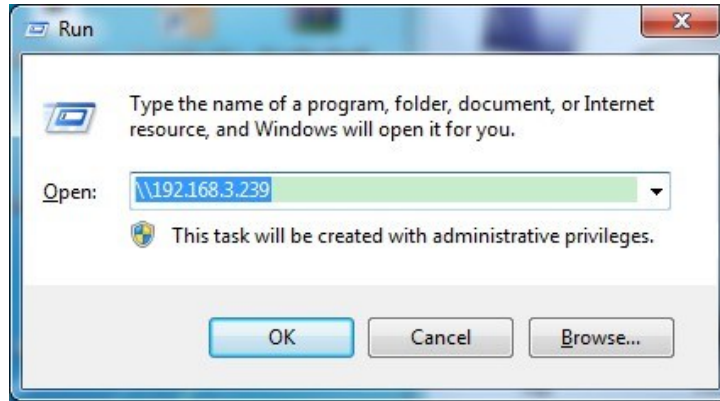 Run
Type the name of a program, folder, document, or Internet
resource, and Windows will open it for you.
Open: \\192.168.3.239
This task will be created with administrative privileges.
OK Cancel Browse...